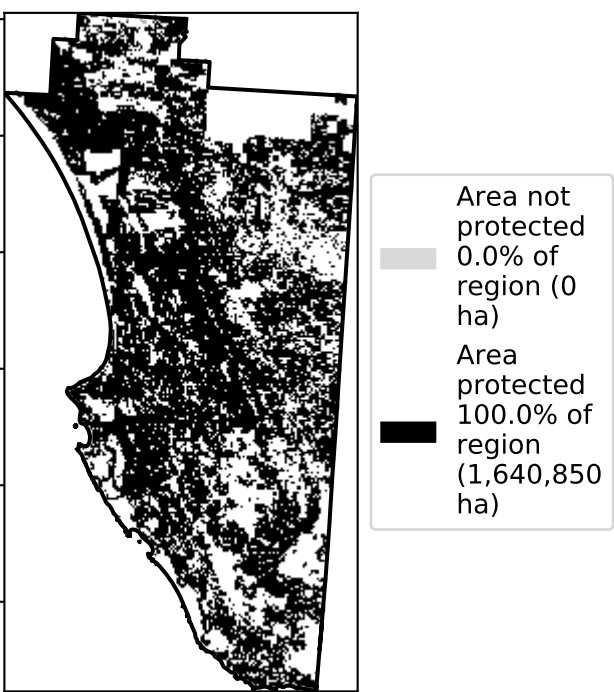 Area not
protected
0.0% of
region (0
ha)
Area
protected
100.0% of
region
(1,640,850
ha)